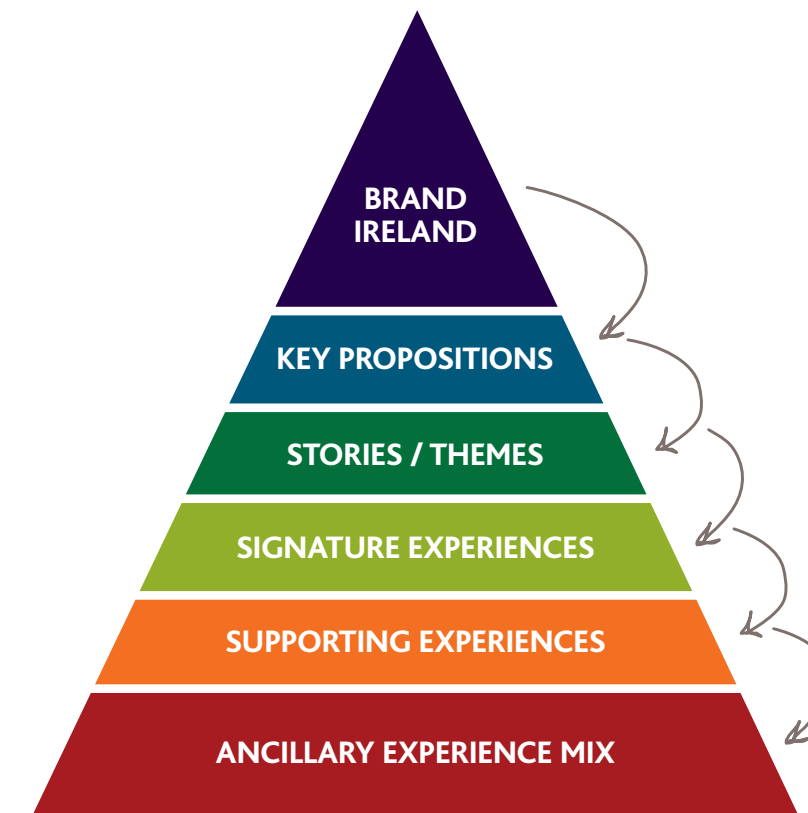 BRAND
IRELAND
KEY PROPOSITIONS
STORIES / THEMES
SIGNATURE EXPERIENCES
SUPPORTING EXPERIENCES
ANCILLARY EXPERIENCE MIX